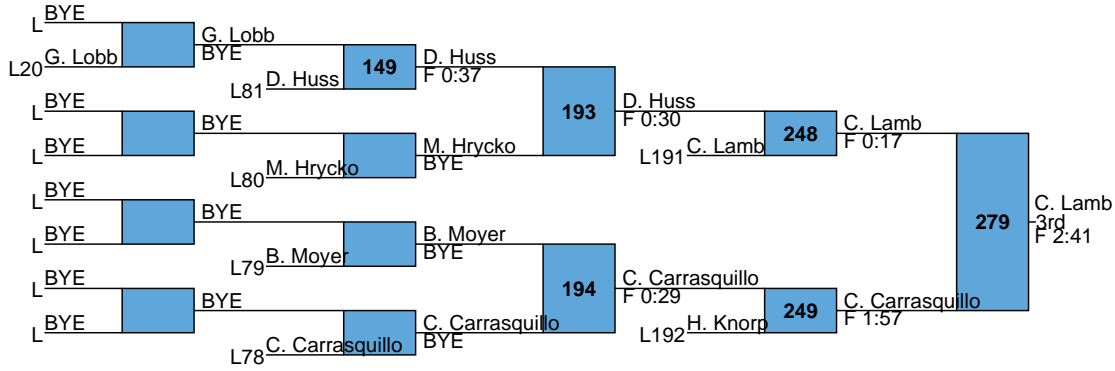 BYE
L
G. Lobb
L20
G. Lobb
BYE
149
D. Huss
L81
D. Huss
F 0:37
BYE
L
BYE
L
BYE
M. Hrycko
L80
M. Hrycko
BYE
193
D. Huss
F 0:30
C. Lamb
L191
248
C. Lamb
F 0:17
BYE
L
BYE
L
BYE
B. Moyer
L79
B. Moyer
BYE
BYE
L
BYE
L
BYE
C. Carrasquillo
L78
C. Carrasquillo
BYE
194
C. Carrasquillo
F 0:29
H. Knorp
L192
249
C. Carrasquillo
F 1:57
279
C. Lamb
3rd
F 2:41